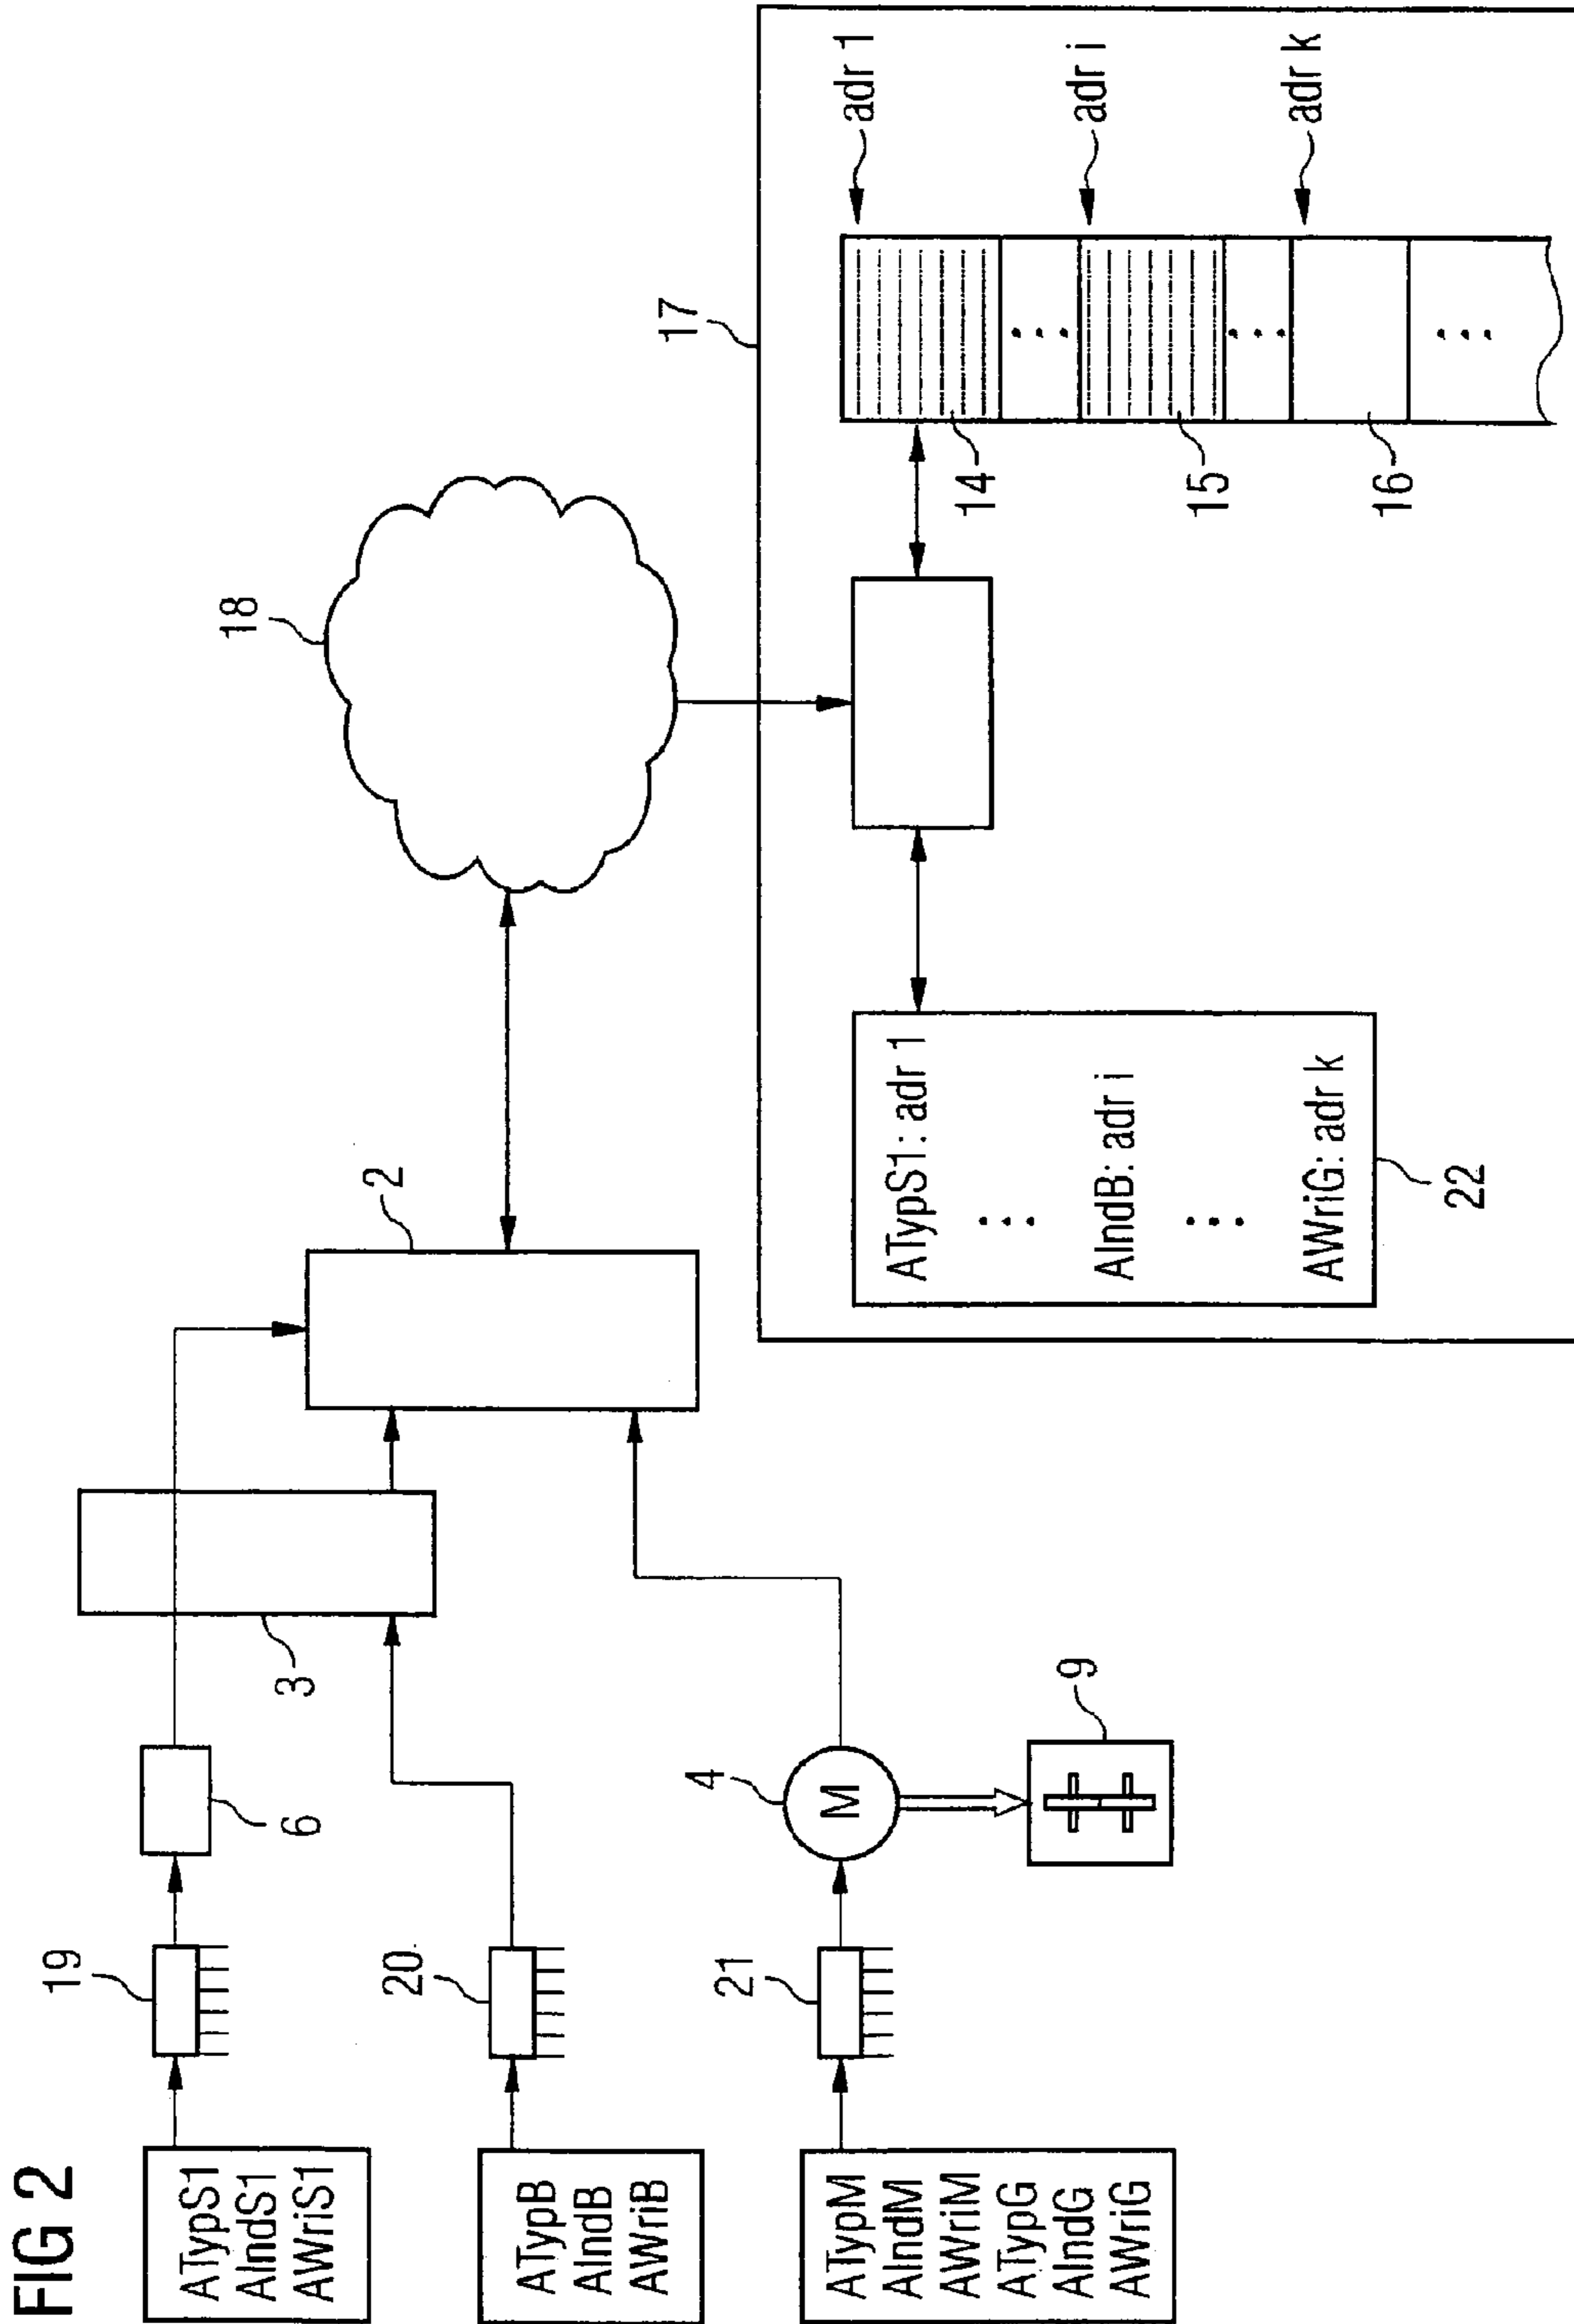 FIG 2
ATypS1
AIndS1
AWriS1
19
6
3
2
18
ATypB
AIndB
AWriB
20
ATypM
AIndM
AWriM
ATypG
AIndG
AWriG
21
4
M
9
17
ATypS1: adr 1
AIndB: adr i
AWriG: adr k
22
14
15
16
adr 1
adr i
adr k